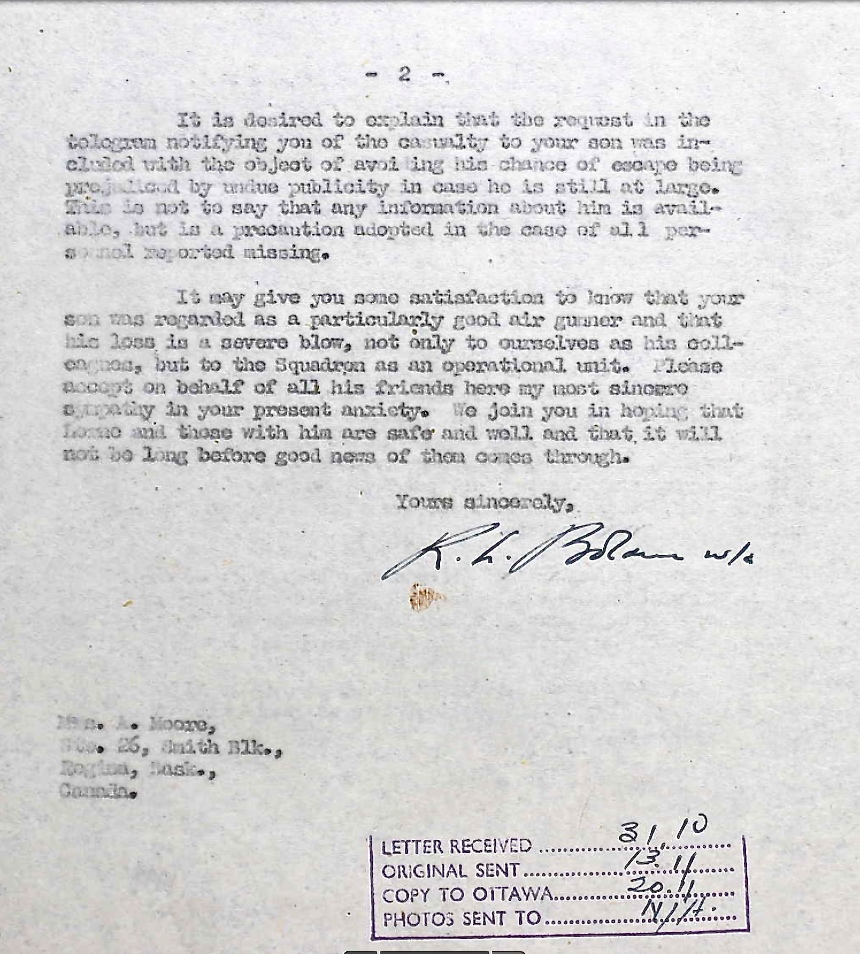 - 2 -.
It is desired to explain that the request in the
telegram notifying you of the casualty to your son was in-
cluded with the object of avoiding his chance of escape being
prejudiced by undue publicity in case he is still at large.
This is not to say that any information about him is avail-
able, but is a precaution adopted in the case of all per-
sonnel reported missing.
It may give you some satisfaction to know that your
son was regarded as a particularly good air gunner and that
his loss is a severe blow, not only to ourselves as his coll-
eagues, but to the Squadron as an operational unit. Please
accept on behalf of all his friends here my most sincere
sympathy in your present anxiety. We join you in hoping that
and those with him are safe and well and that it will
not be long before good news of them comes through.
Yours sincerely,
R. L.
Mrs. A. Moore,
Ste. 26, Smith Blk.,
Regina, Sask.,
Canada.
LETTER RECEIVED 31.10
ORIGINAL SENT 13.11
COPY TO OTTAWA 20.11
PHOTOS SENT TO